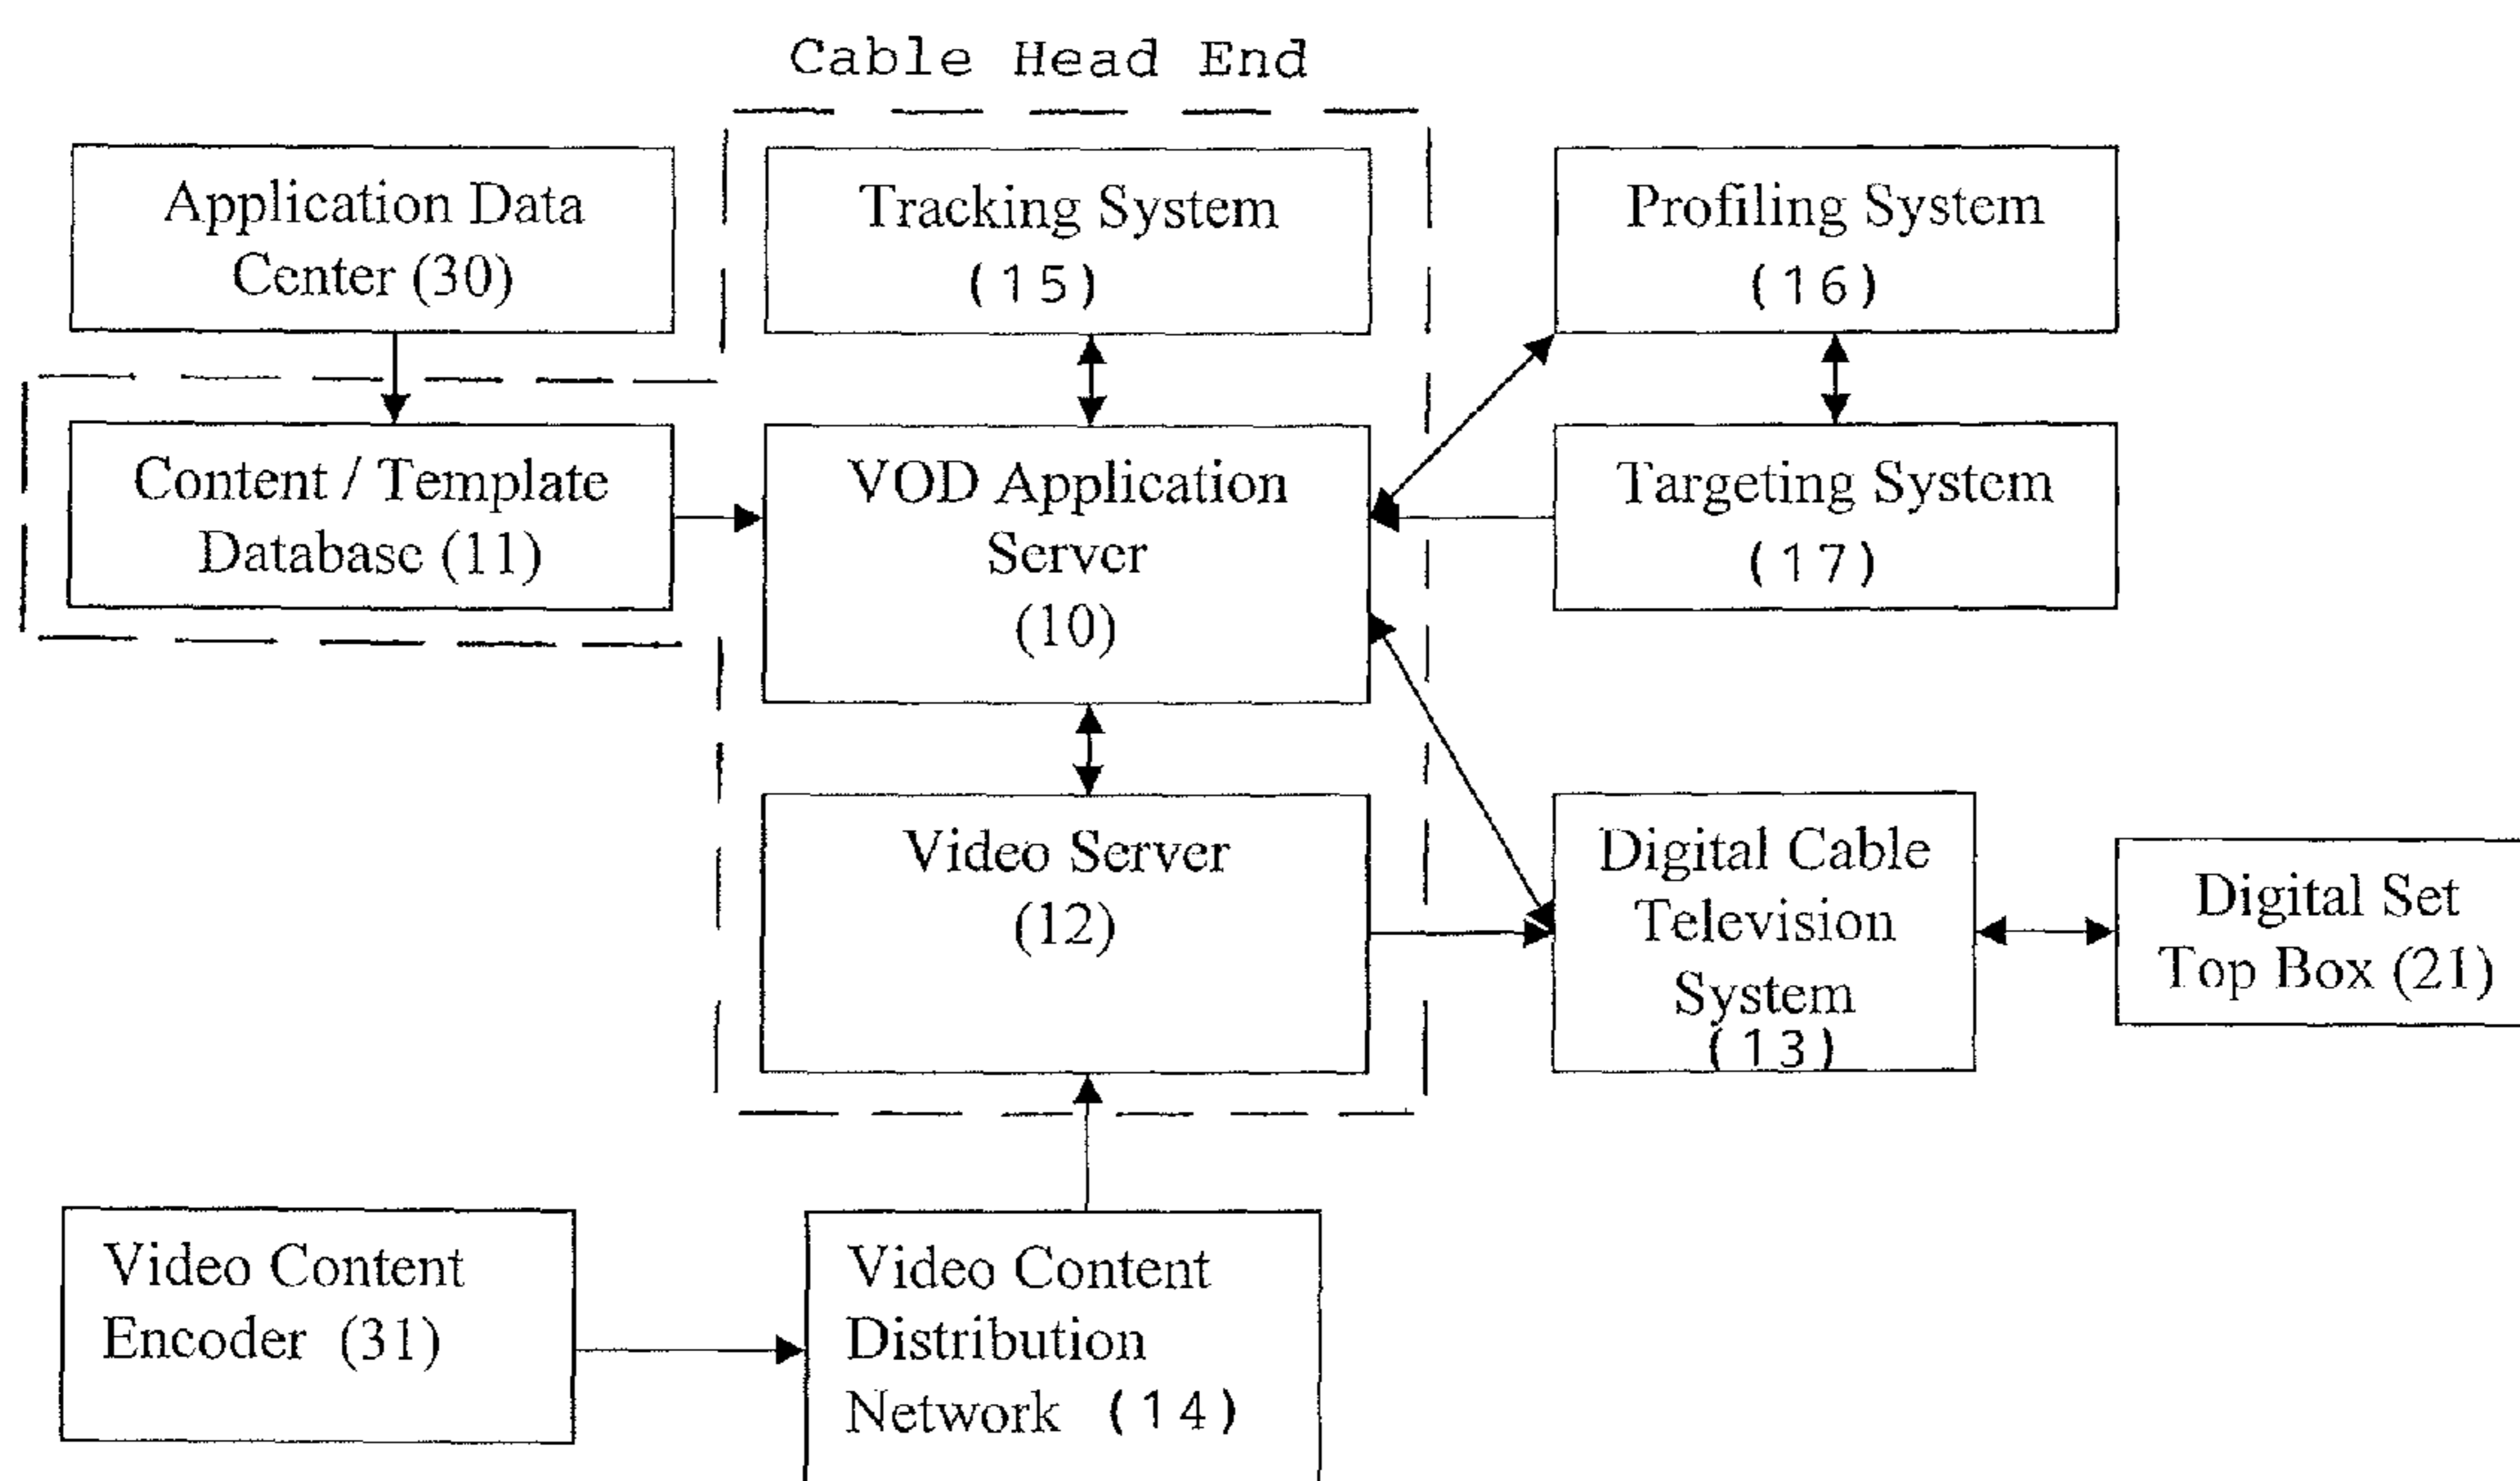 Cable Head End
Application Data
Center (30)
Tracking System
(15)
Profiling System
(16)
Content / Template
Database (11)
VOD Application
Server
(10)
Targeting System
(17)
Video Server
(12)
Digital Cable
Television
System
(13)
Digital Set
Top Box (21)
Video Content
Encoder (31)
Video Content
Distribution
Network (14)